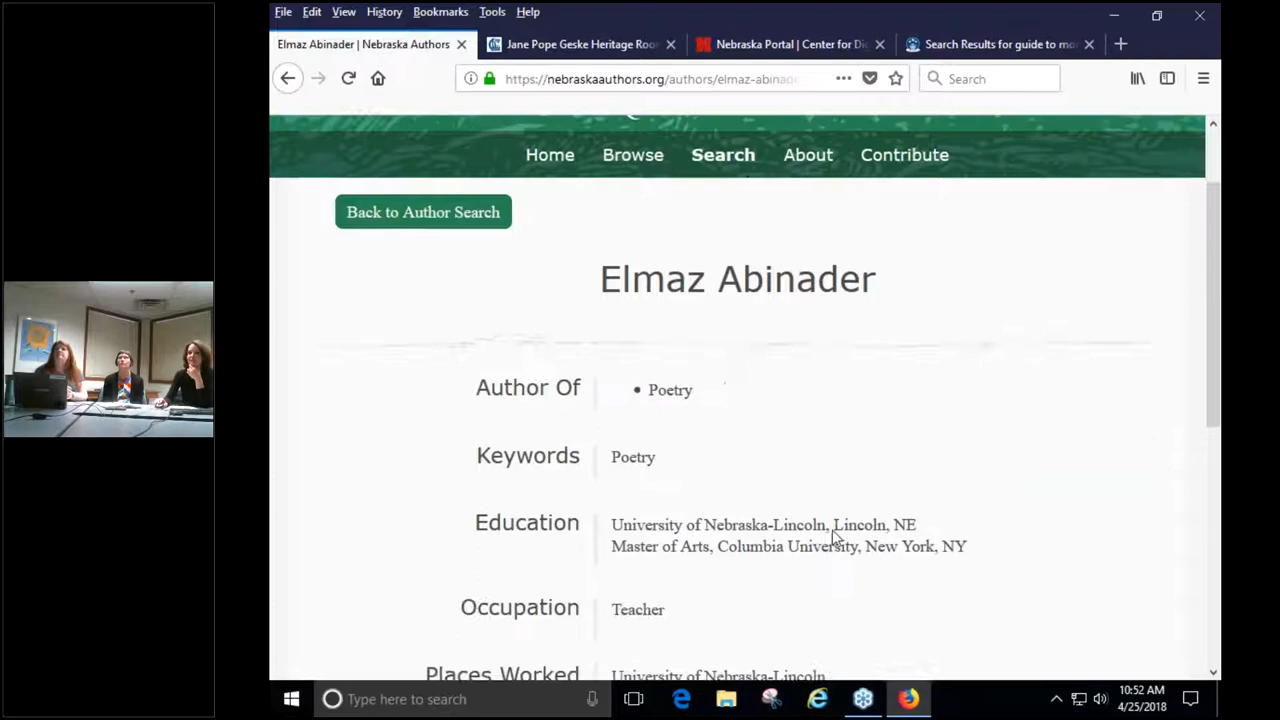 File Edit View History Bookmarks Tools Help
Elmaz Abinader | Nebraska Authors
Jane Pope Geske Heritage Roo
Nebraska Portal | Center for Di
Search Results for guide to mo
https://nebraskaauthors.org/authors/elmaz-abinade
Search
Home Browse Search About Contribute
Back to Author Search
Elmaz Abinader
Author Of
• Poetry
Keywords
Poetry
Education
University of Nebraska-Lincoln, Lincoln, NE
Master of Arts, Columbia University, New York, NY
Occupation
Teacher
Places Worked
University of Nebraska-Lincoln
Type here to search
10:52 AM
4/25/2018